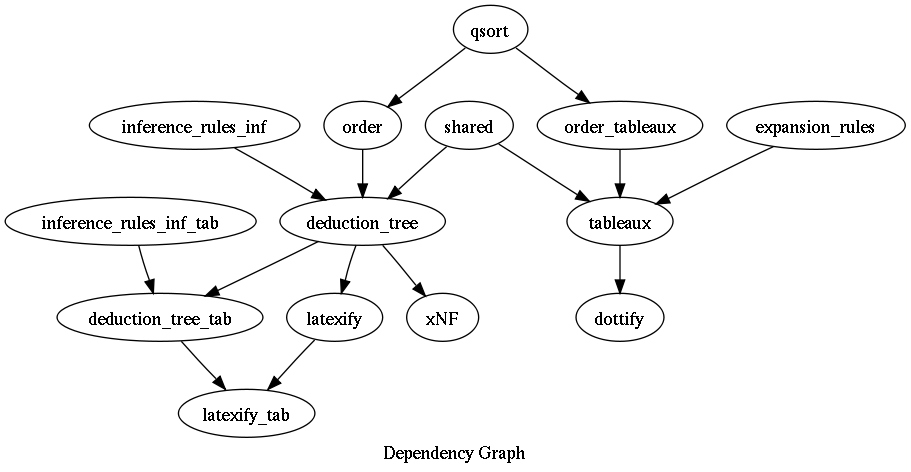 qsort
inference_rules_inf
order
shared
order_tableaux
expansion_rules
inference_rules_inf_tab
deduction_tree
tableaux
deduction_tree_tab
latexify
xNF
dottify
latexify_tab
Dependency Graph